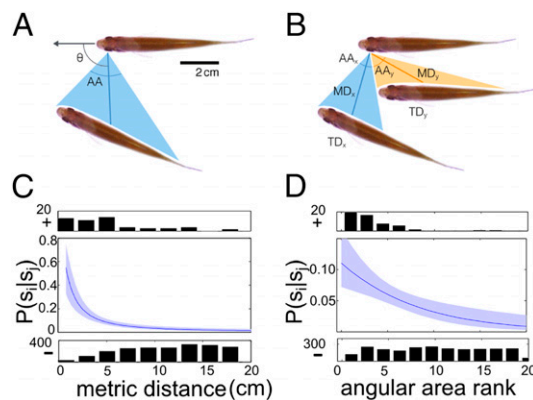 A
θ
AA
2 cm
B
AAx
AAy
MDx
MDy
TDy
TDx
C
20
+
0.8
0.6
0.4
0.2
0
P(si|sj)
400
−
0 5 10 15 20
metric distance (cm)
D
20
+
0.10
0.05
P(si|sj)
300
−
0 5 10 15 20
angular area rank